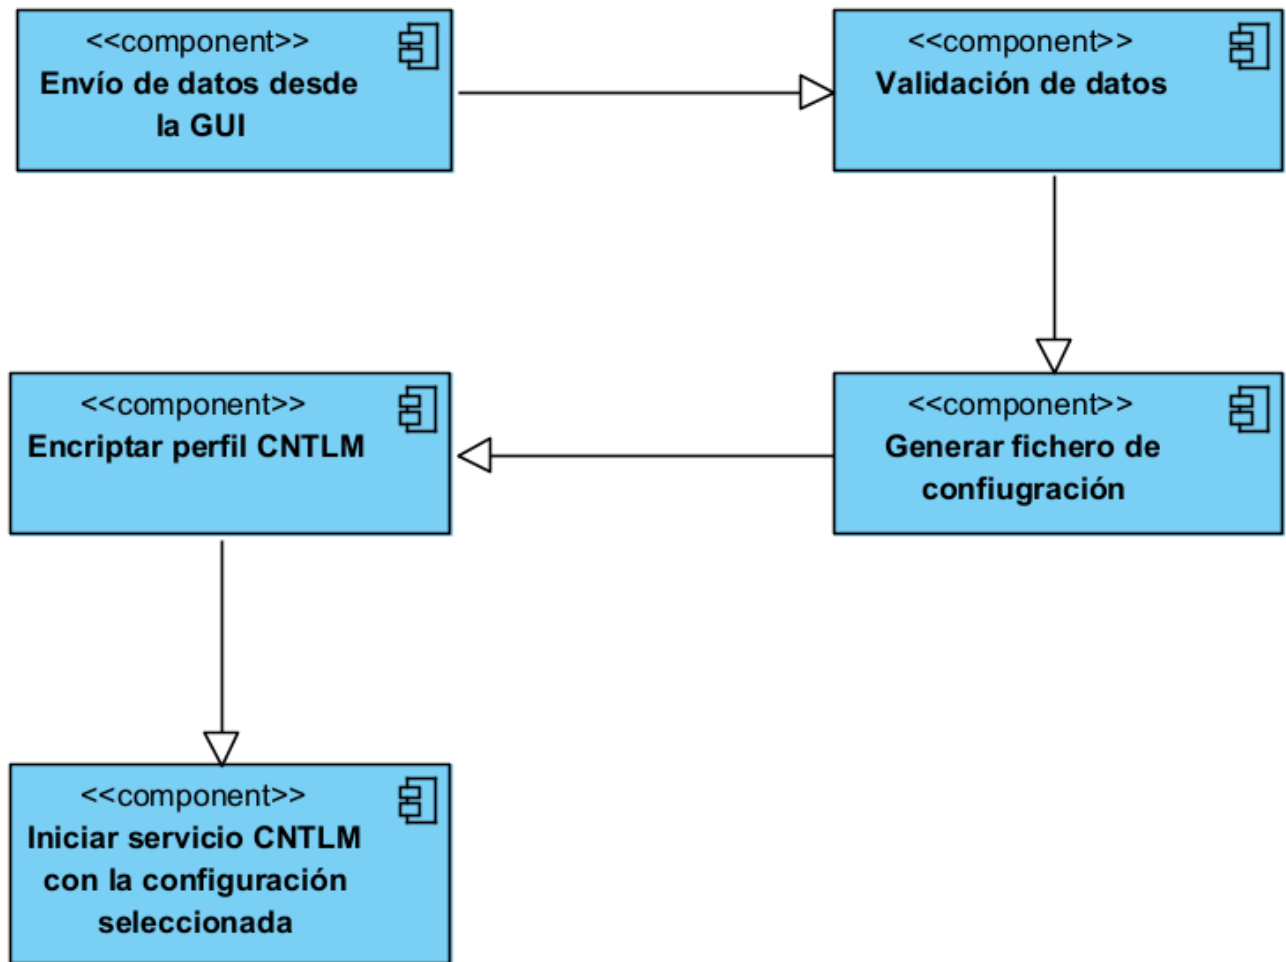 <<component>>
Envío de datos desde
la GUI
<<component>>
Validación de datos
<<component>>
Encriptar perfil CNTLM
<<component>>
Generar fichero de
confiugración
<<component>>
Iniciar servicio CNTLM
con la configuración
seleccionada